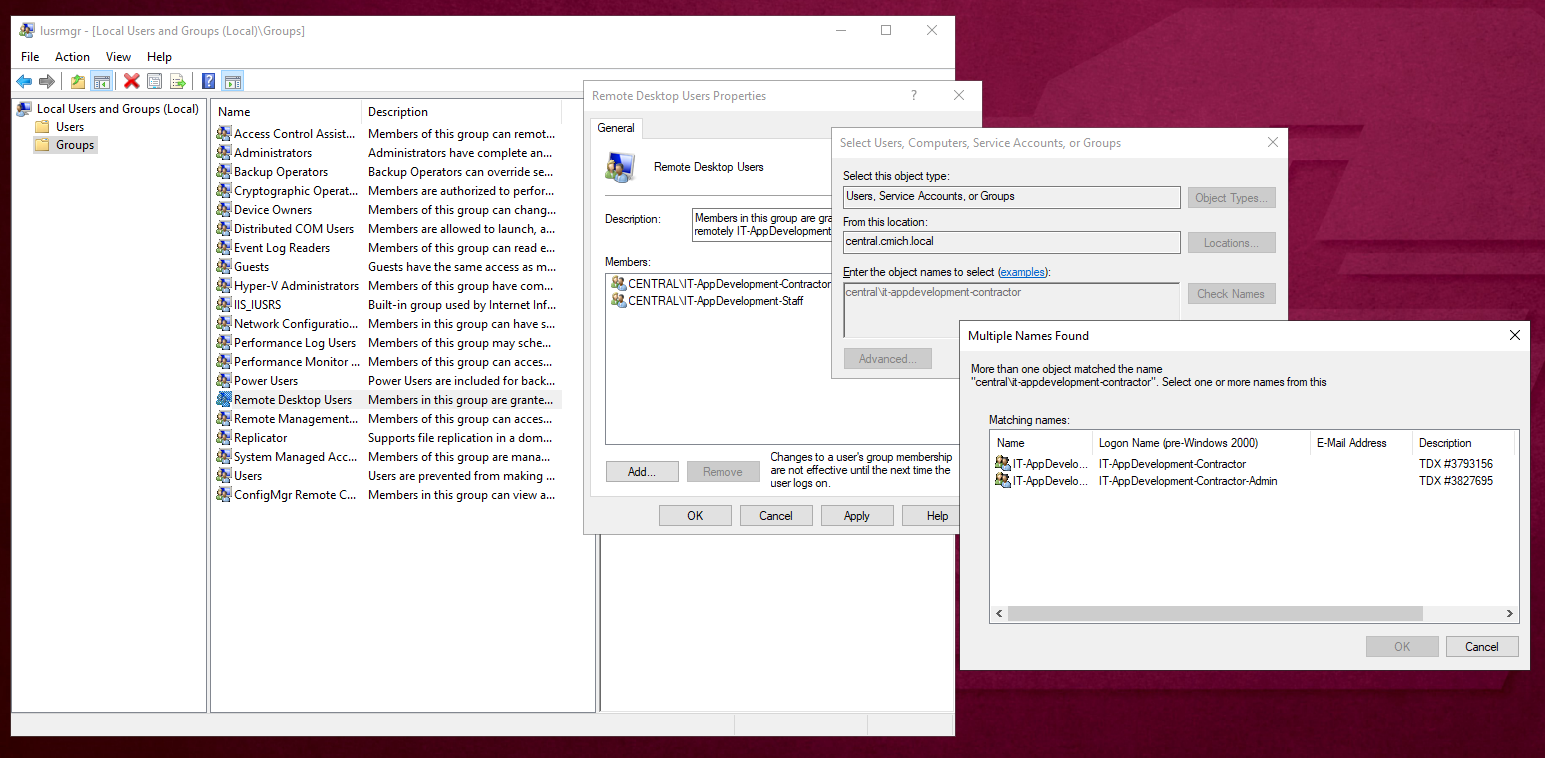 lusrmgr - [Local Users and Groups (Local)\Groups]
File Action View Help
Local Users and Groups (Local)
Users
Groups
Name Description
Access Control Assist... Members of this group can remot...
Administrators Administrators have complete an...
Backup Operators Backup Operators can override se...
Cryptographic Operat... Members are authorized to perfor...
Device Owners Members of this group can chang...
Distributed COM Users Members are allowed to launch, a...
Event Log Readers Members of this group can read e...
Guests Guests have the same access as m...
Hyper-V Administrators Members of this group have com...
IIS_IUSRS Built-in group used by Internet Inf...
Network Configuratio... Members in this group can have s...
Performance Log Users Members of this group may sche...
Performance Monitor ... Members of this group can acces...
Power Users Power Users are included for back...
Remote Desktop Users Members in this group are grante...
Remote Management... Members of this group can acces...
Replicator Supports file replication in a dom...
System Managed Acc... Members of this group are mana...
Users Users are prevented from making ...
ConfigMgr Remote C... Members in this group can view a...
Remote Desktop Users Properties
?
General
Remote Desktop Users
Description:
Members in this group are gra
remotely IT-AppDevelopment
Members:
CENTRAL\IT-AppDevelopment-Contractor
CENTRAL\IT-AppDevelopment-Staff
Add... Remove
Changes to a user's group membership
are not effective until the next time the
user logs on.
OK Cancel Apply Help
Select Users, Computers, Service Accounts, or Groups
Select this object type:
Users, Service Accounts, or Groups Object Types...
From this location:
central.cmich.local Locations...
Enter the object names to select (examples):
central\it-appdevelopment-contractor Check Names
Advanced...
Multiple Names Found
More than one object matched the name
"central\it-appdevelopment-contractor". Select one or more names from this
Matching names:
Name Logon Name (pre-Windows 2000) E-Mail Address Description
IT-AppDevelo... IT-AppDevelopment-Contractor TDX #3793156
IT-AppDevelo... IT-AppDevelopment-Contractor-Admin TDX #3827695
OK Cancel